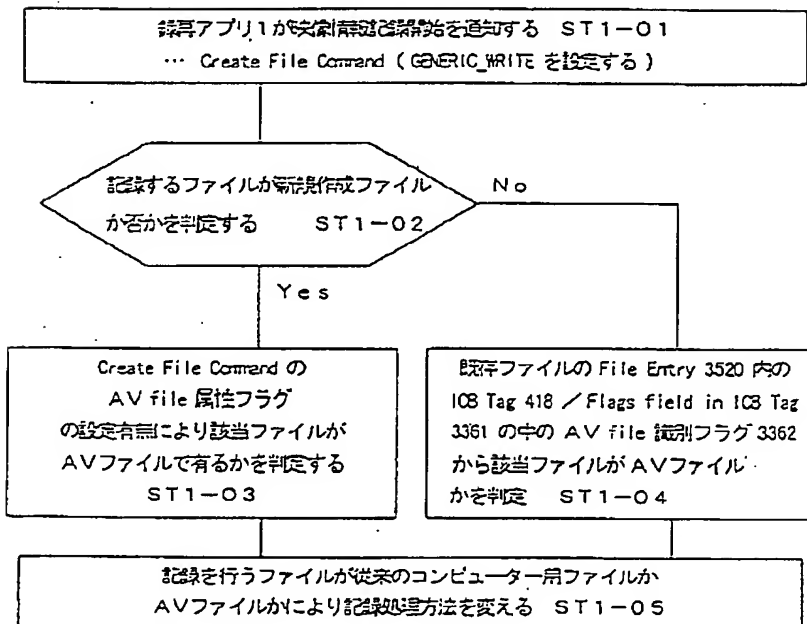 録再アプリ1が映像情報記録開始を通知する ST1-01
… Create File Command ( GENERIC_WRITE を設定する )
記録するファイルが新規作成ファイル
か否かを判定する ST1-02
No
Yes
Create File Command の
AV file 属性フラグ
の設定有無により該当ファイルが
AVファイルで有るかを判定する
ST1-03
既存ファイルの File Entry 3520 内の
ICB Tag 418 / Flags field in ICB Tag
3361 の中の AV file 識別フラグ 3362
から該当ファイルがAVファイル
かを判定 ST1-04
記録を行うファイルが従来のコンピューター用ファイルか
AVファイルかにより記録処理方法を変える ST1-05